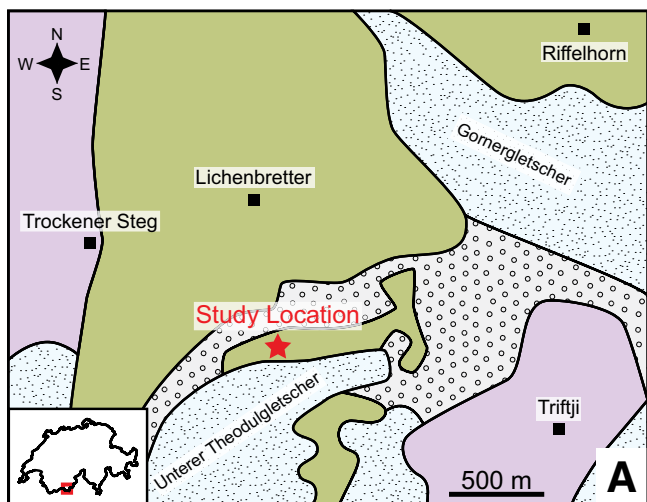 N
W E
S
Riffelhorn
Gornergletscher
Lichenbretter
Trockener Steg
Study Location
Unterer Theodulgletscher
Triftji
500 m
A